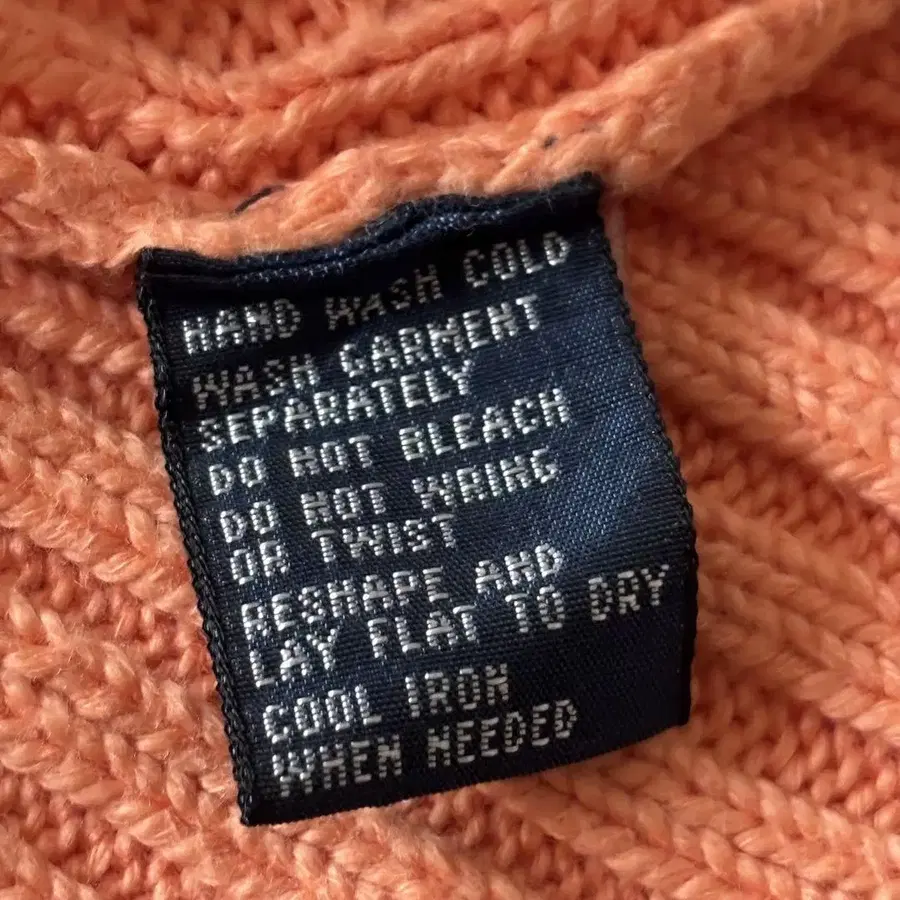 HAND WASH COLD
WASH GARMENT
SEPARATELY
DO NOT BLEACH
DO NOT WRING
OR TWIST
RESHAPE AND
LAY FLAT TO DRY
COOL IRON
WHEN NEEDED